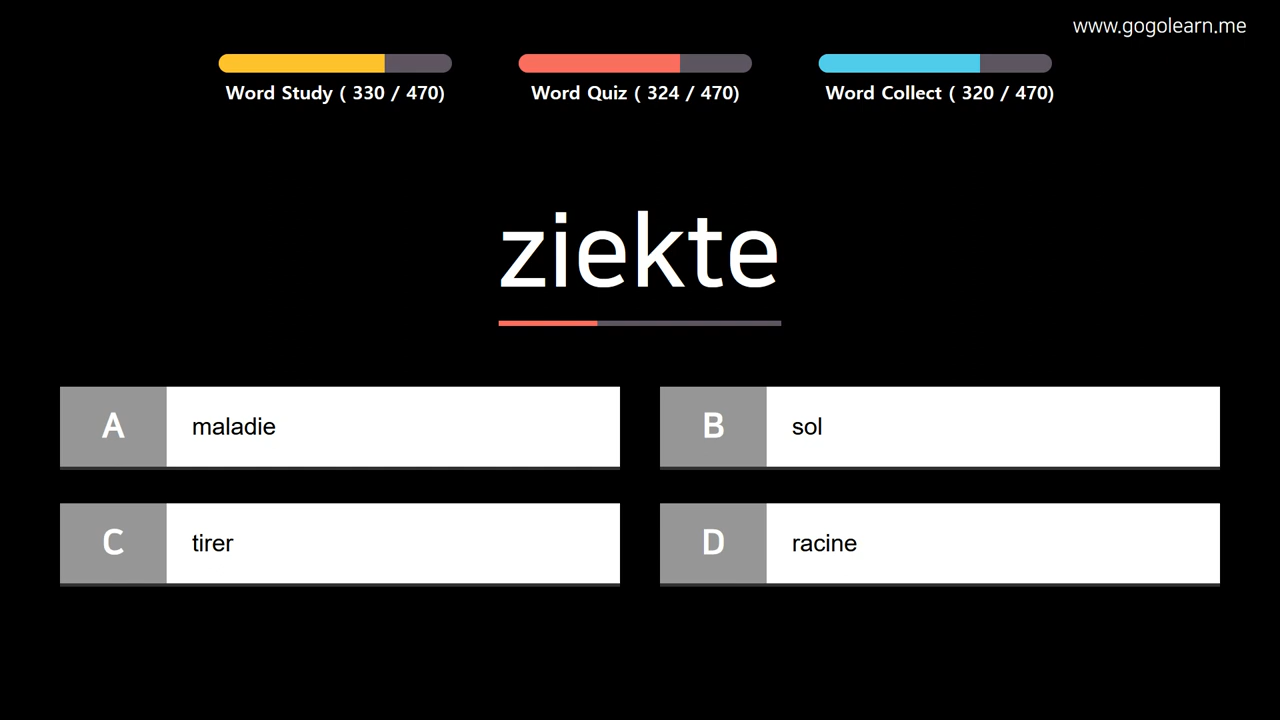 www.gogolearn.me
Word Study ( 330 / 470)
Word Quiz ( 324 / 470)
Word Collect ( 320 / 470)
ziekte
A maladie
B sol
C tirer
D racine